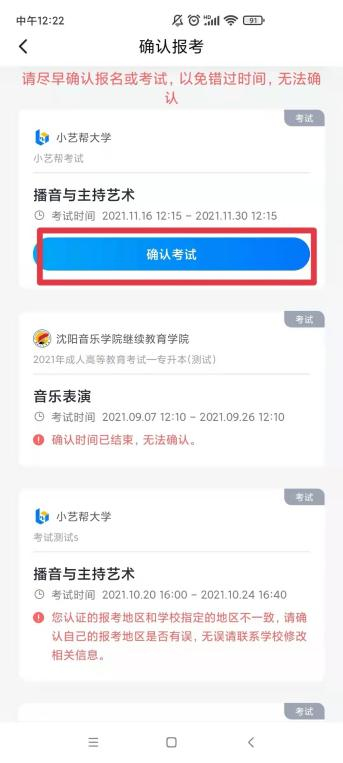 中午12:22
HD
91
确认报考
请尽早确认报名或考试，以免错过时间，无法确
认
考试
小艺帮大学
小艺帮考试
播音与主持艺术
考试时间 2021.11.16 12:15 - 2021.11.30 12:15
确认考试
考试
沈阳音乐学院继续教育学院
2021年成人高等教育考试—专升本(测试)
音乐表演
考试时间 2021.09.07 12:10 - 2021.09.26 12:10
确认时间已结束，无法确认。
考试
小艺帮大学
考试测试s
播音与主持艺术
考试时间 2021.10.20 16:00 - 2021.10.24 16:40
您认证的报考地区和学校指定的地区不一致，请确
认自己的报考地区是否有误，无误请联系学校修改
相关信息。
考试